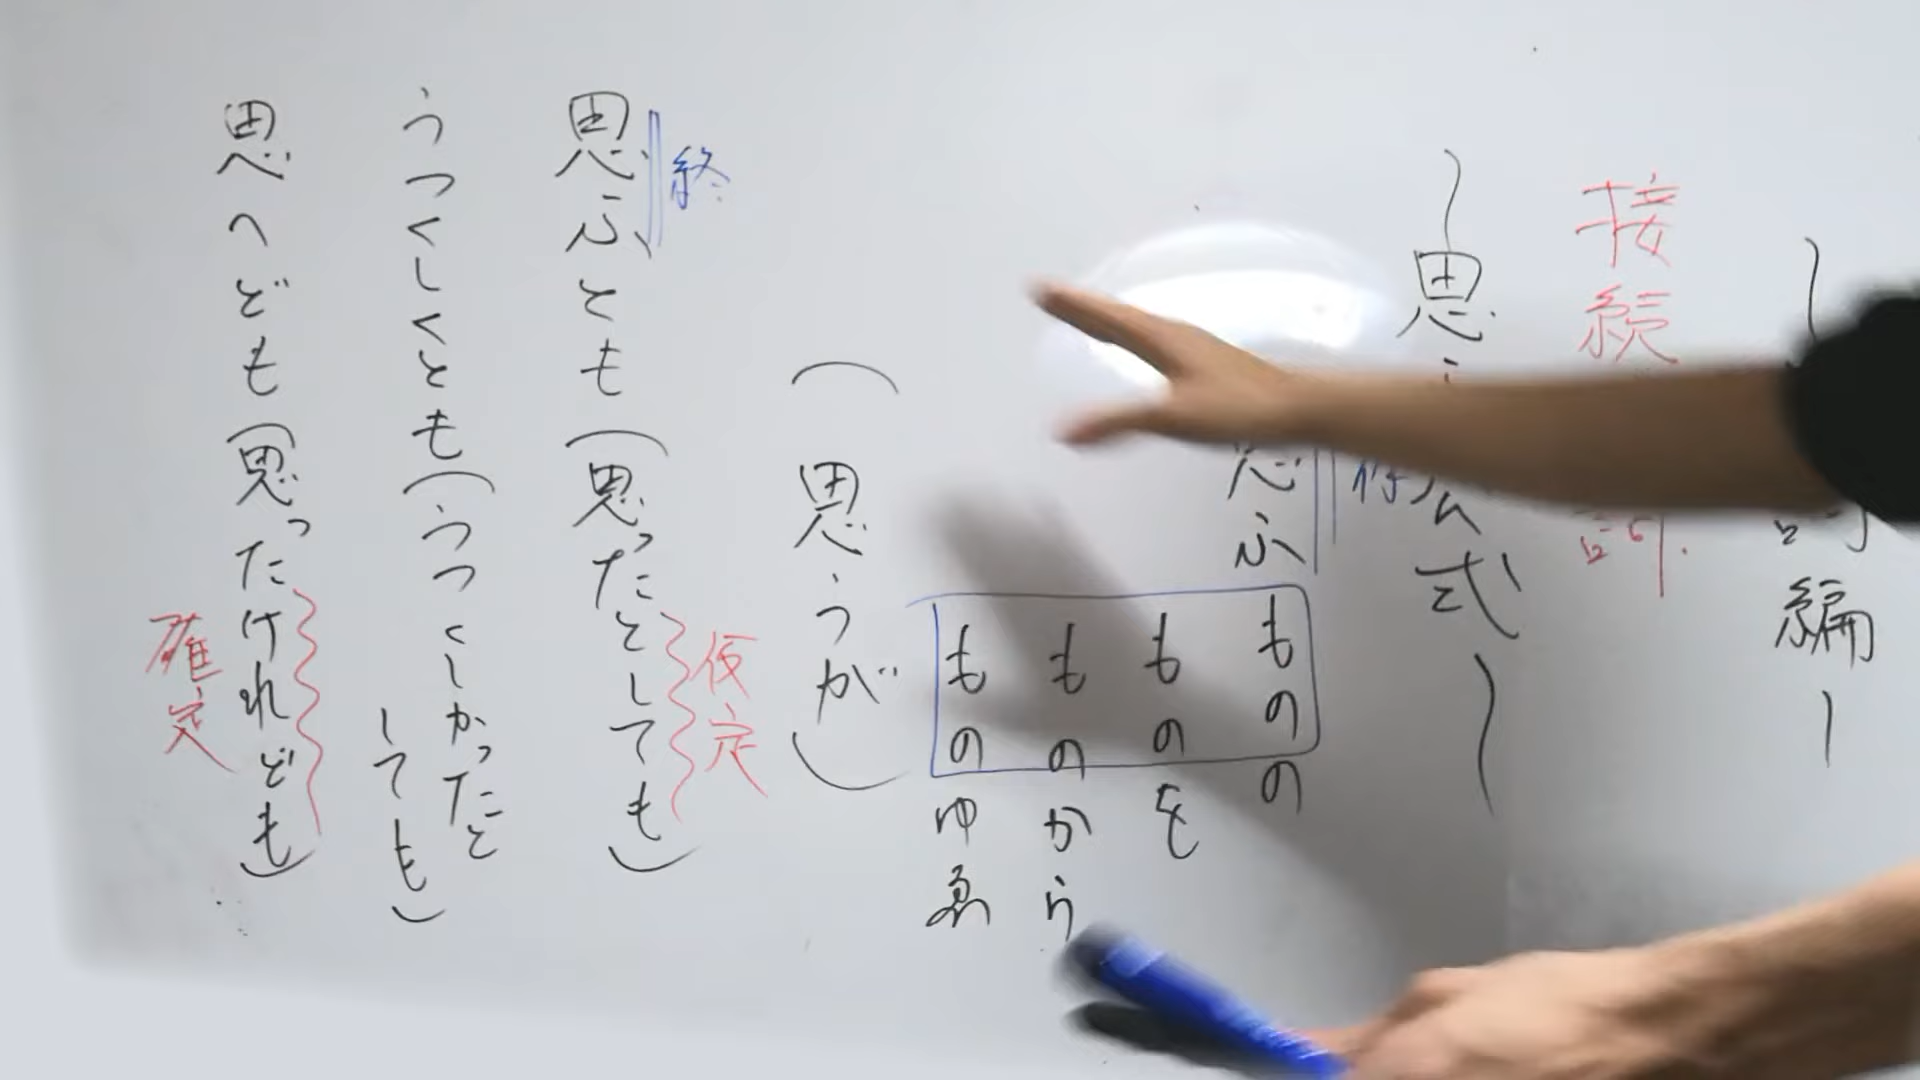 編ー
接続
思
式〜
思ふ
ものの
ものを
ものから
ものゆゑ
（思うが）
終
思ふとも（思ったとしても）
仮定
うつくしくとも（うつくしかったと
しても）
思へども（思ったけれども）
確定